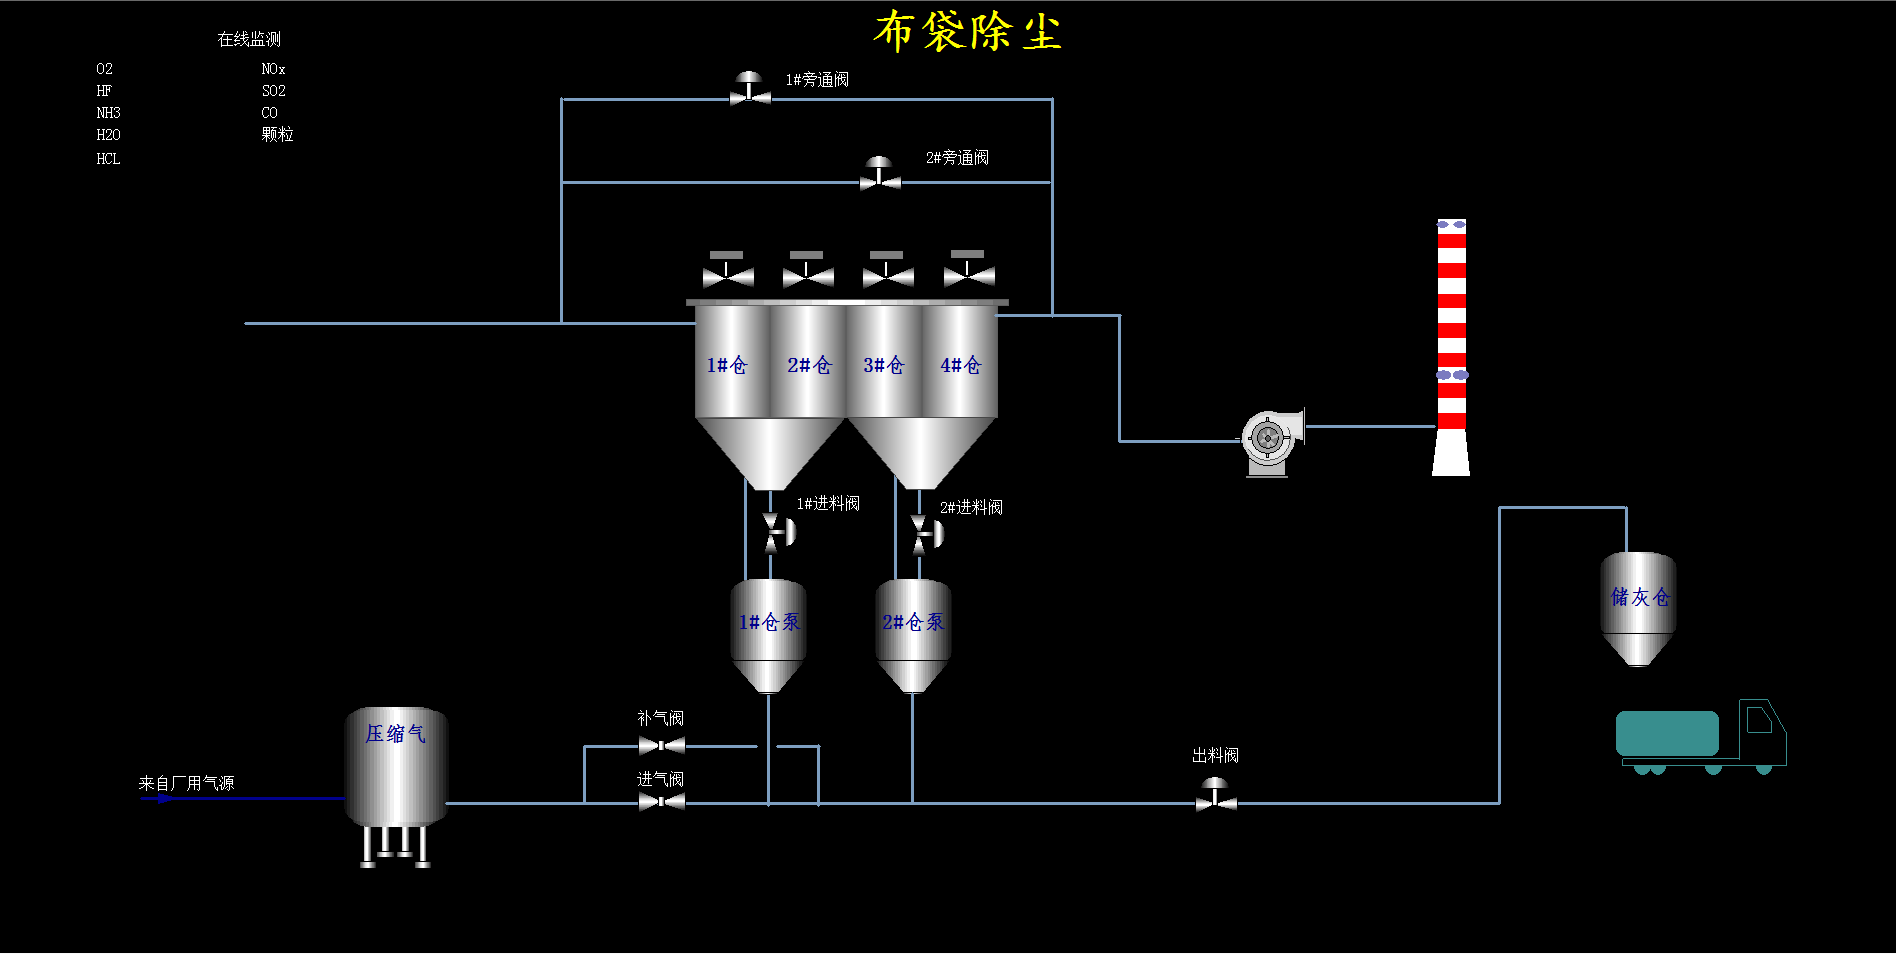 布袋除尘
在线监测
O2
NOx
HF
SO2
NH3
CO
H2O
颗粒
HCL
1#旁通阀
2#旁通阀
1#仓
2#仓
3#仓
4#仓
1#进料阀
2#进料阀
储灰仓
1#仓泵
2#仓泵
补气阀
压缩气
出料阀
进气阀
来自厂用气源